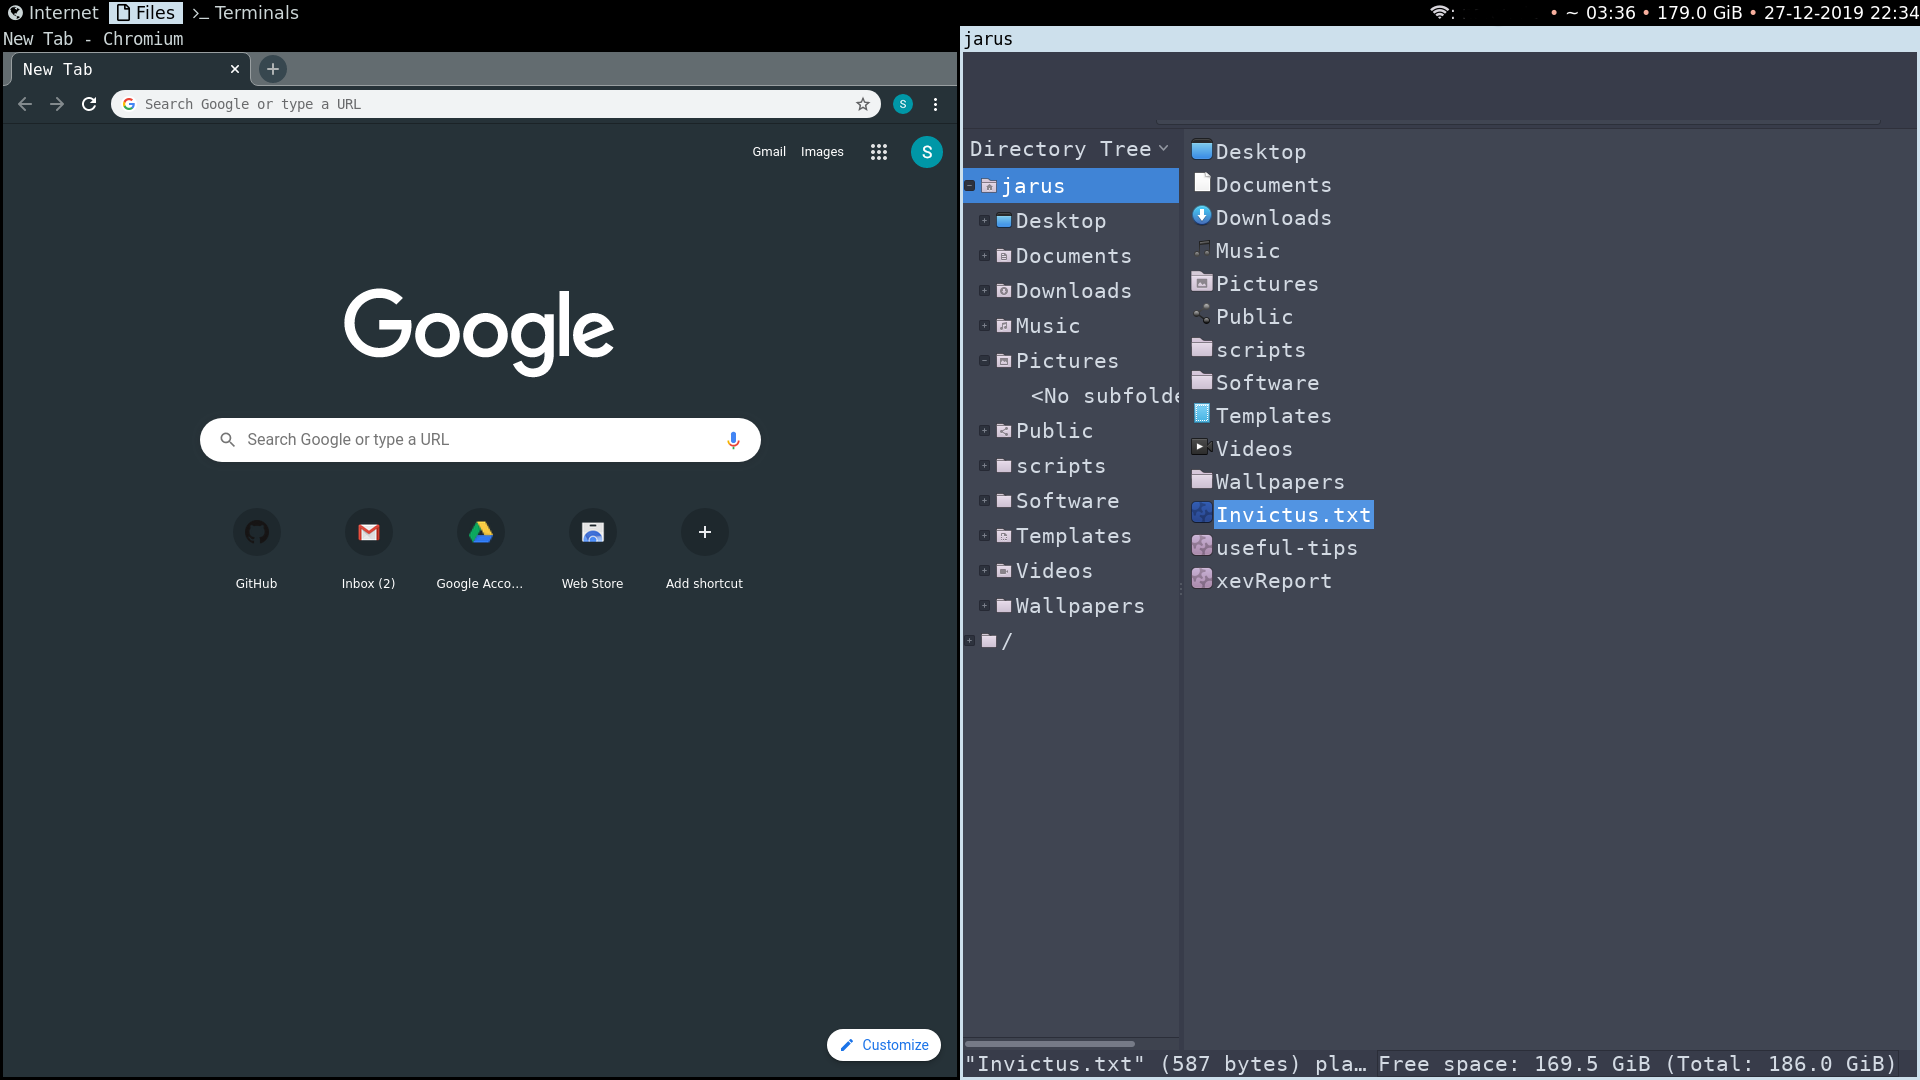 Internet Files >_ Terminals
: • ~ 03:36 • 179.0 GiB • 27-12-2019 22:34
New Tab - Chromium
New Tab
Search Google or type a URL
S
Gmail Images S
Google
Search Google or type a URL
GitHub Inbox (2) Google Acco... Web Store Add shortcut
Customize
jarus
Directory Tree
jarus
Desktop
Documents
Downloads
Music
Pictures
<No subfolde
Public
scripts
Software
Templates
Videos
Wallpapers
/
Desktop
Documents
Downloads
Music
Pictures
Public
scripts
Software
Templates
Videos
Wallpapers
Invictus.txt
useful-tips
xevReport
"Invictus.txt" (587 bytes) pla… Free space: 169.5 GiB (Total: 186.0 GiB)